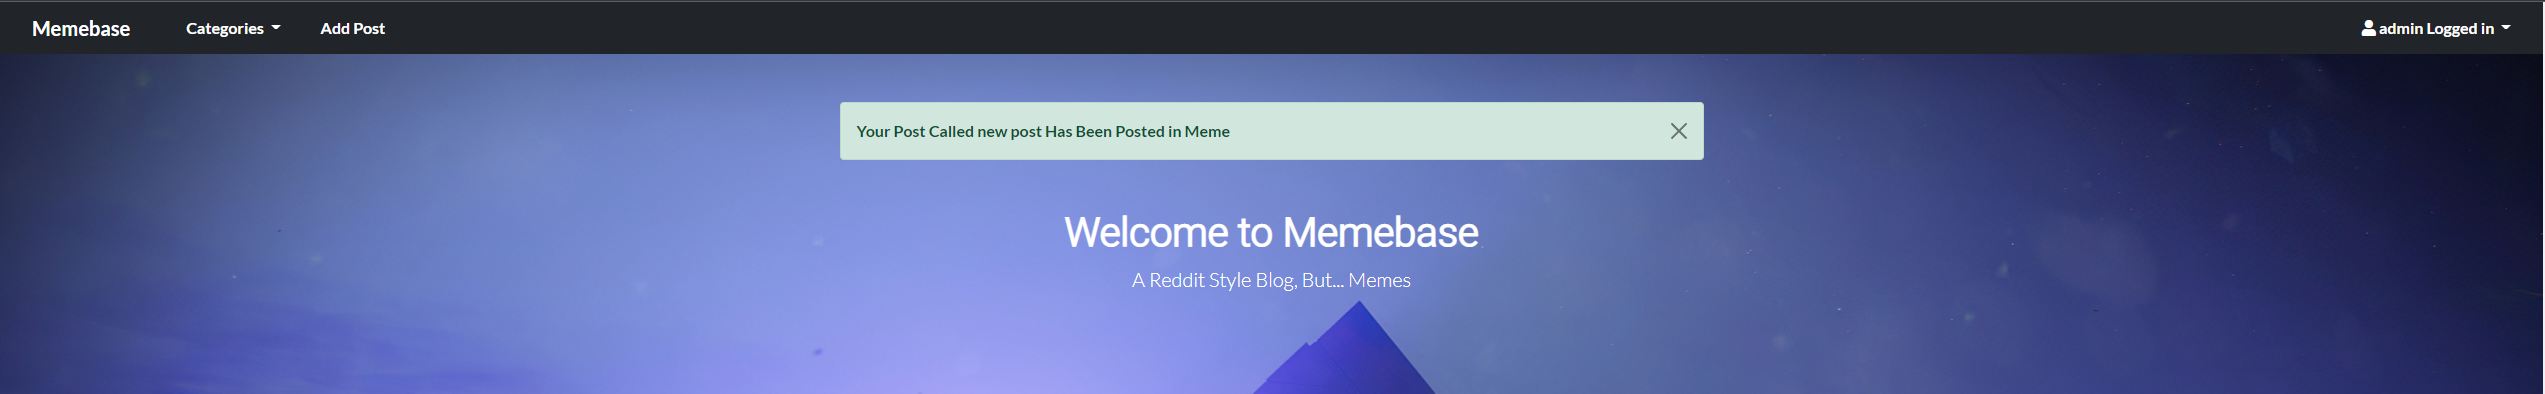 Memebase
Categories
Add Post
admin Logged in
Your Post Called new post Has Been Posted in Meme
Welcome to Memebase
A Reddit Style Blog, But... Memes